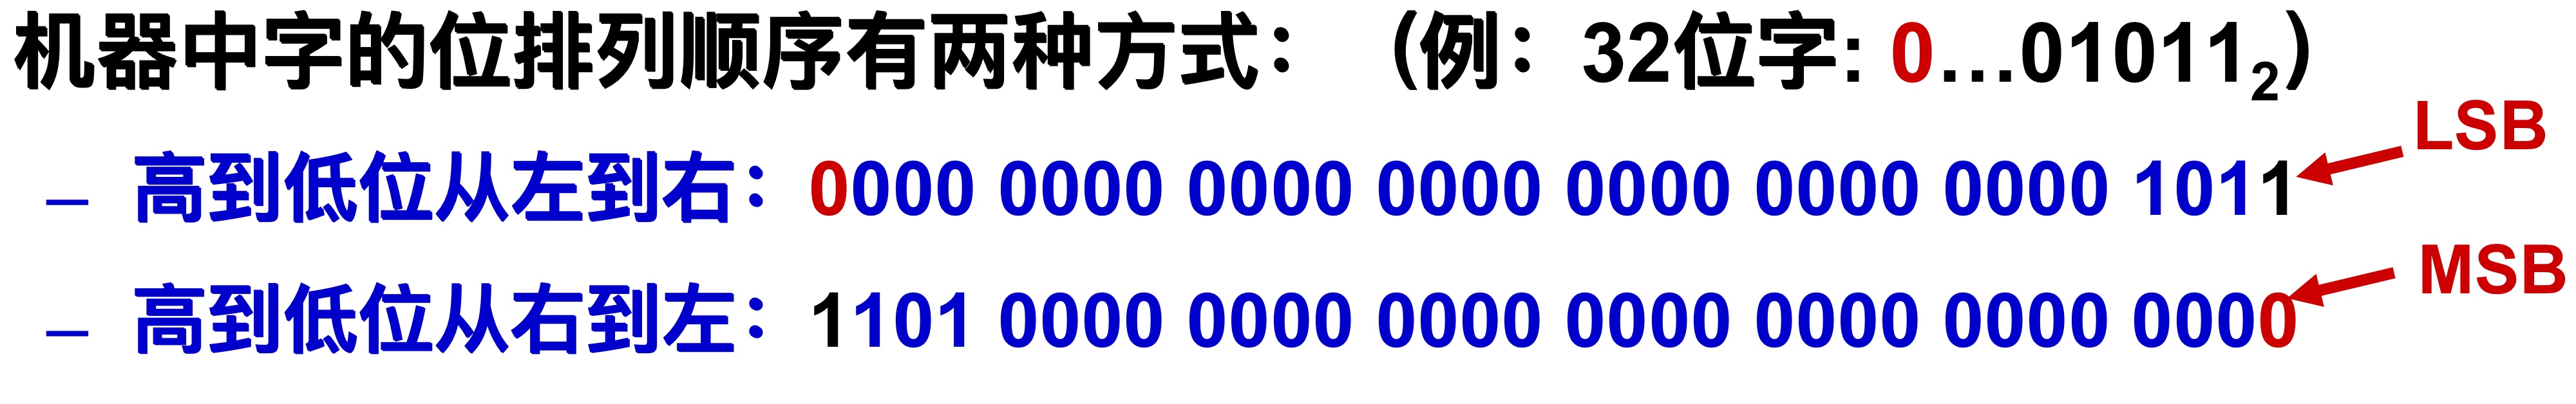 机器中字的位排列顺序有两种方式：（例：32位字: 0…01011₂）
– 高到低位从左到右：0000 0000 0000 0000 0000 0000 0000 1011 LSB
– 高到低位从右到左：1101 0000 0000 0000 0000 0000 0000 0000 MSB